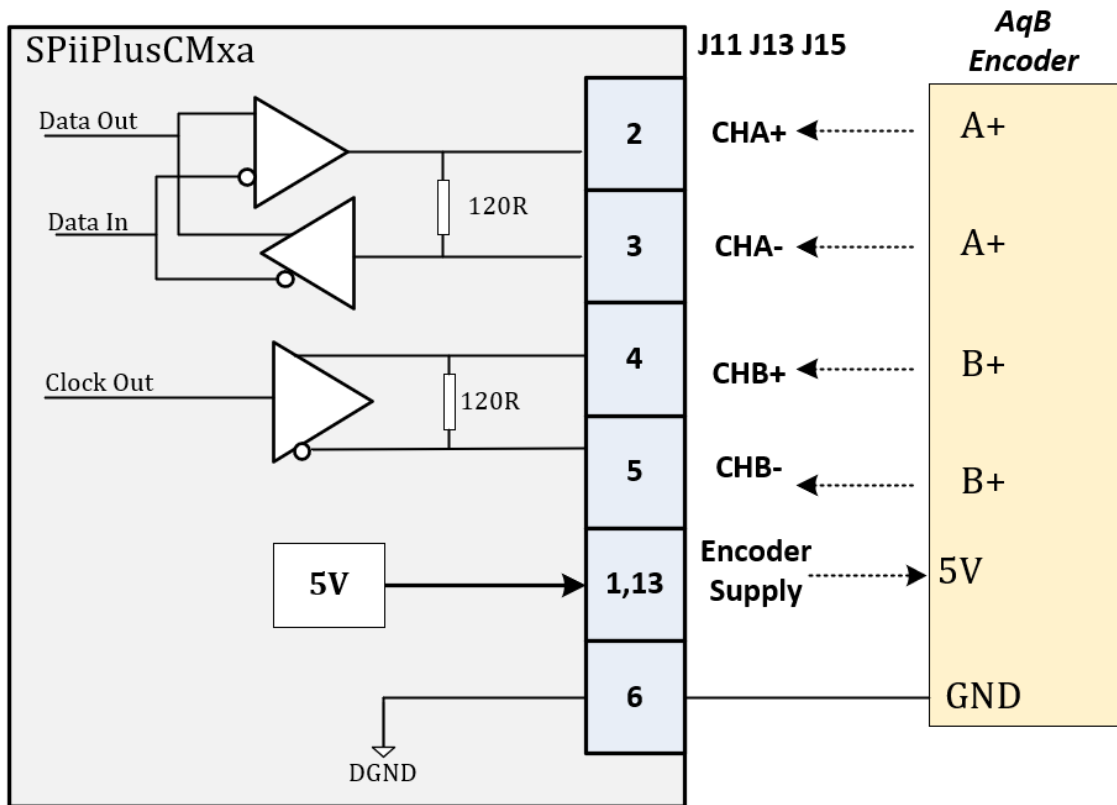 SPiiPlusCMxa
J11 J13 J15
AqB
Encoder
Data Out
2
CHA+
A+
120R
Data In
3
CHA-
A+
4
CHB+
B+
Clock Out
120R
5
CHB-
B+
5V
1,13
Encoder
Supply
5V
6
GND
DGND